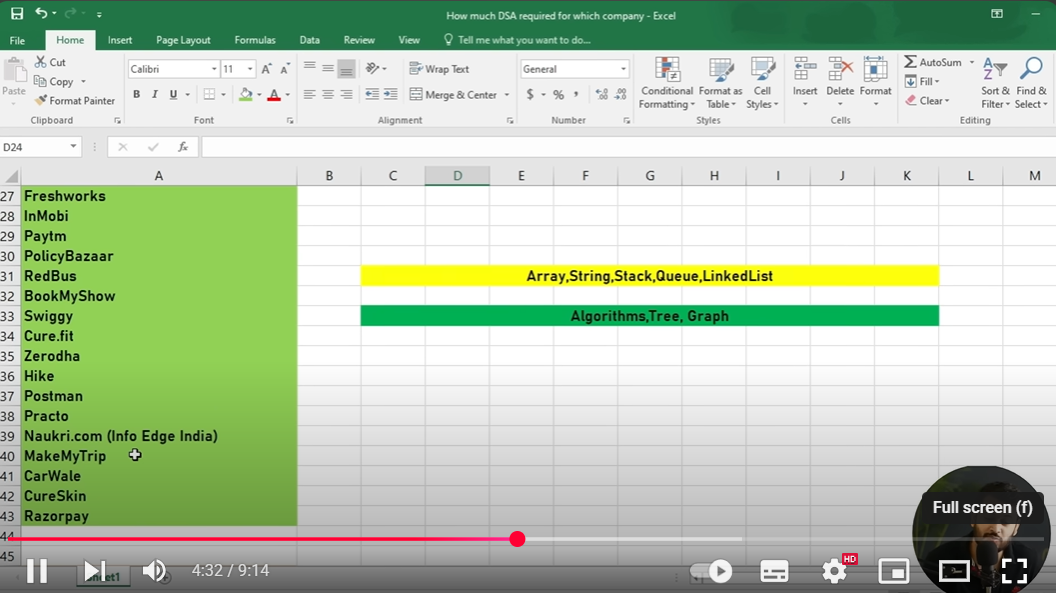 How much DSA required for which company - Excel
File Home Insert Page Layout Formulas Data Review View Tell me what you want to do...
Paste
Cut
Copy
Format Painter
Calibri 11
B I U
Wrap Text
Merge & Center
General
$ % ,
Conditional Formatting
Format as Table
Cell Styles
Insert Delete Format
AutoSum
Fill
Clear
Sort & Filter
Find & Select
Clipboard Font Alignment Number Styles Cells Editing
D24 fx
A B C D E F G H I J K L M
27 Freshworks
28 InMobi
29 Paytm
30 PolicyBazaar
31 RedBus Array,String,Stack,Queue,LinkedList
32 BookMyShow
33 Swiggy Algorithms,Tree, Graph
34 Cure.fit
35 Zerodha
36 Hike
37 Postman
38 Practo
39 Naukri.com (Info Edge India)
40 MakeMyTrip
41 CarWale
42 CureSkin
43 Razorpay
44
45
Full screen (f)
4:32 / 9:14
HD